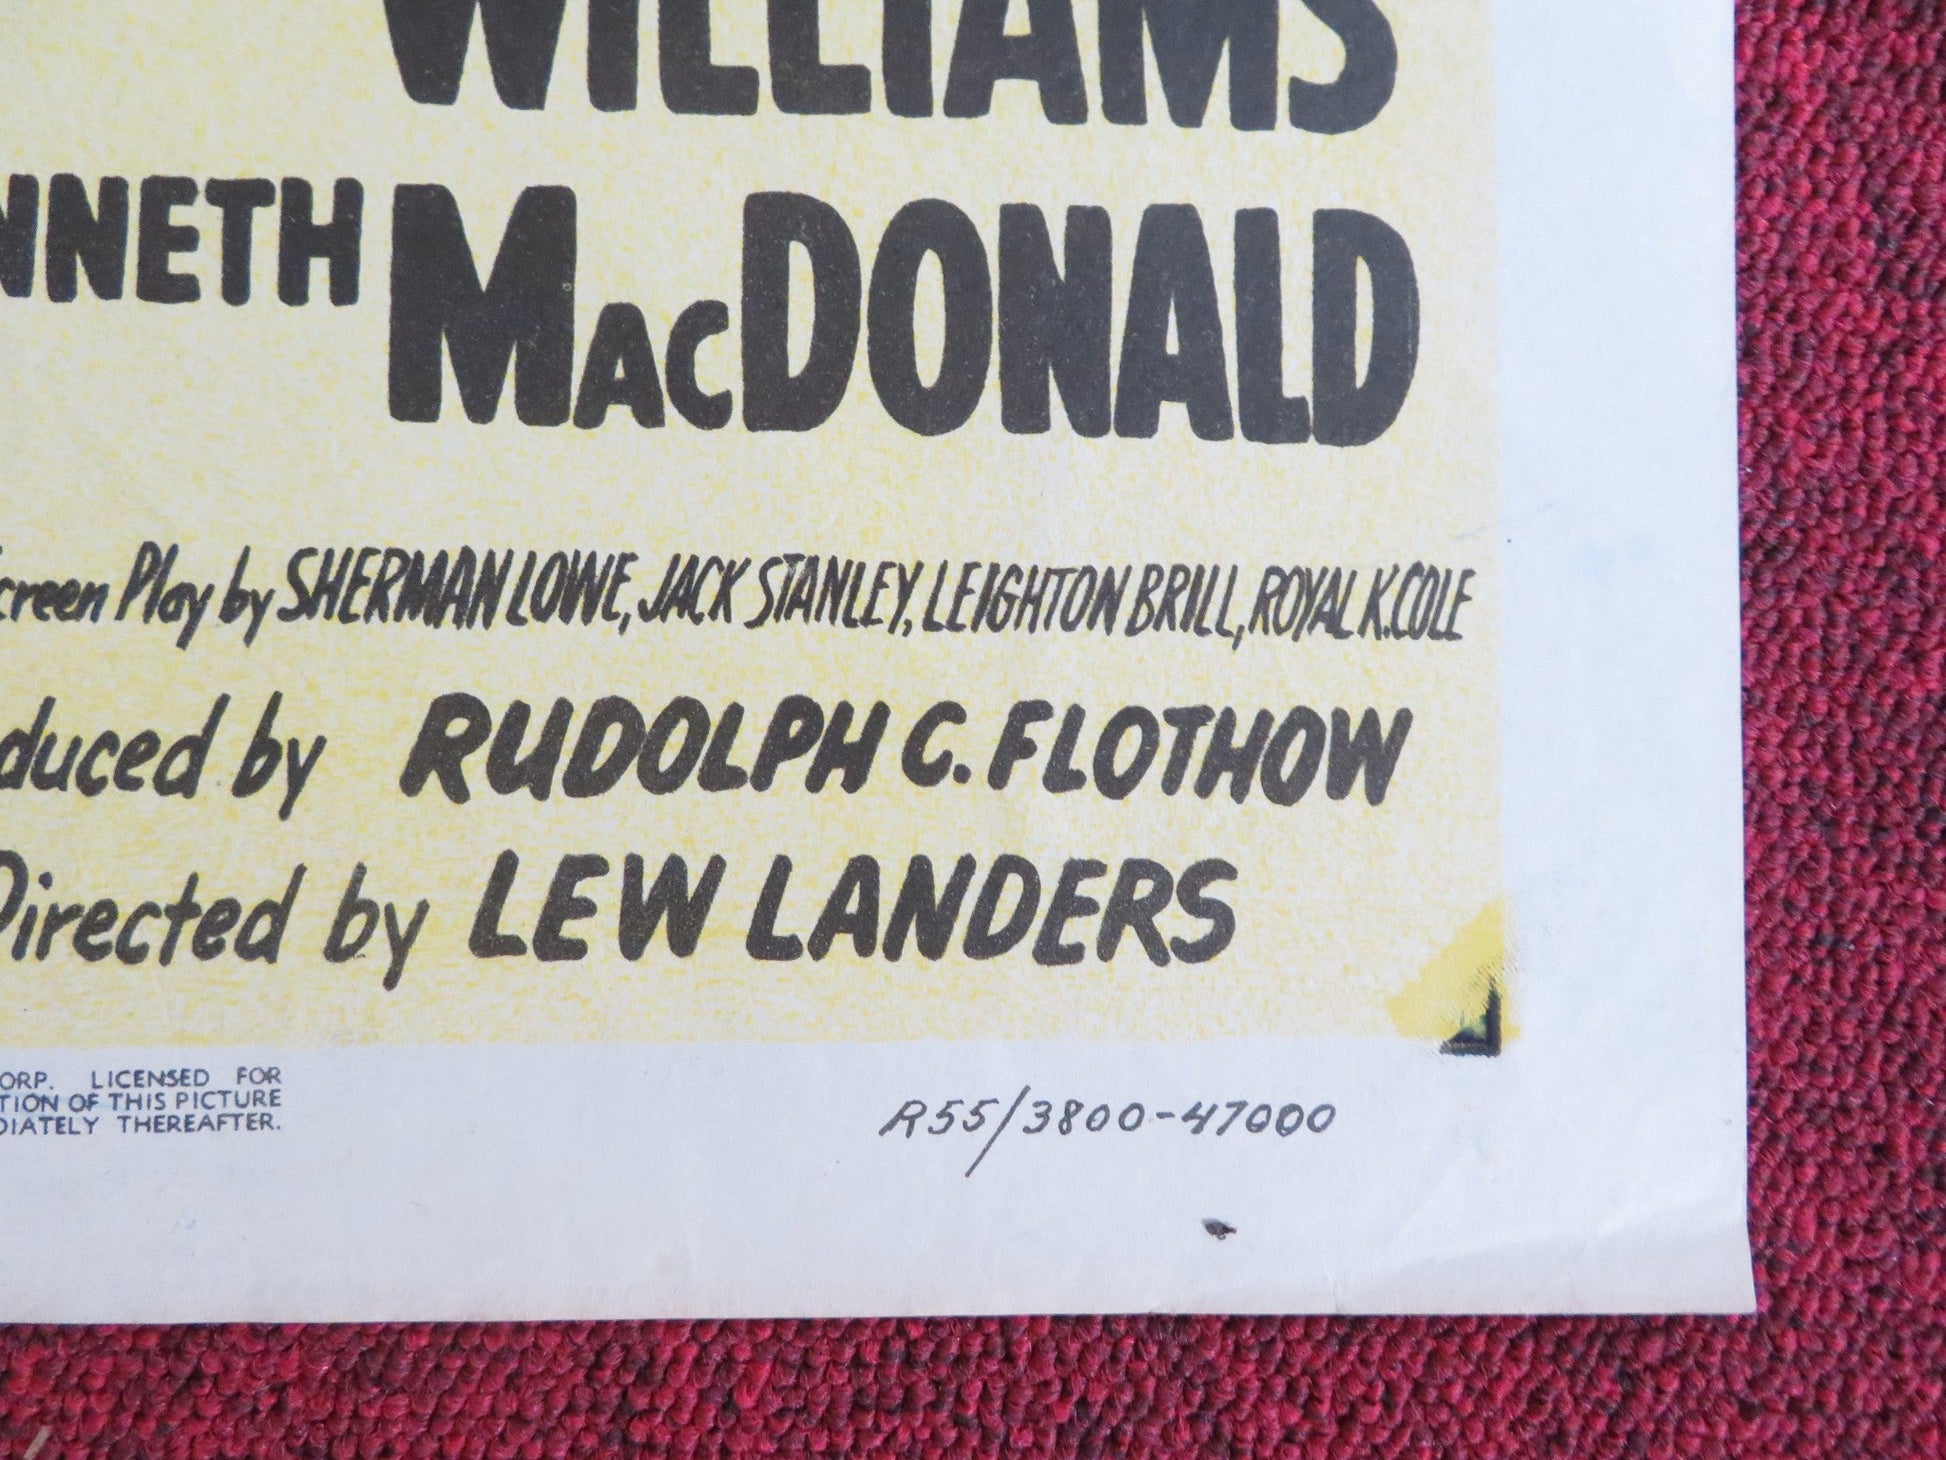 WILLIAMS
NNETH MACDONALD
creen Play by SHERMAN LOWE, JACK STANLEY, LEIGHTON BRILL, ROYAL K. COLE
duced by RUDOLPH C. FLOTHOW
Directed by LEW LANDERS
ORP. LICENSED FOR
TION OF THIS PICTURE
DIATELY THEREAFTER.
R55/3800-47000